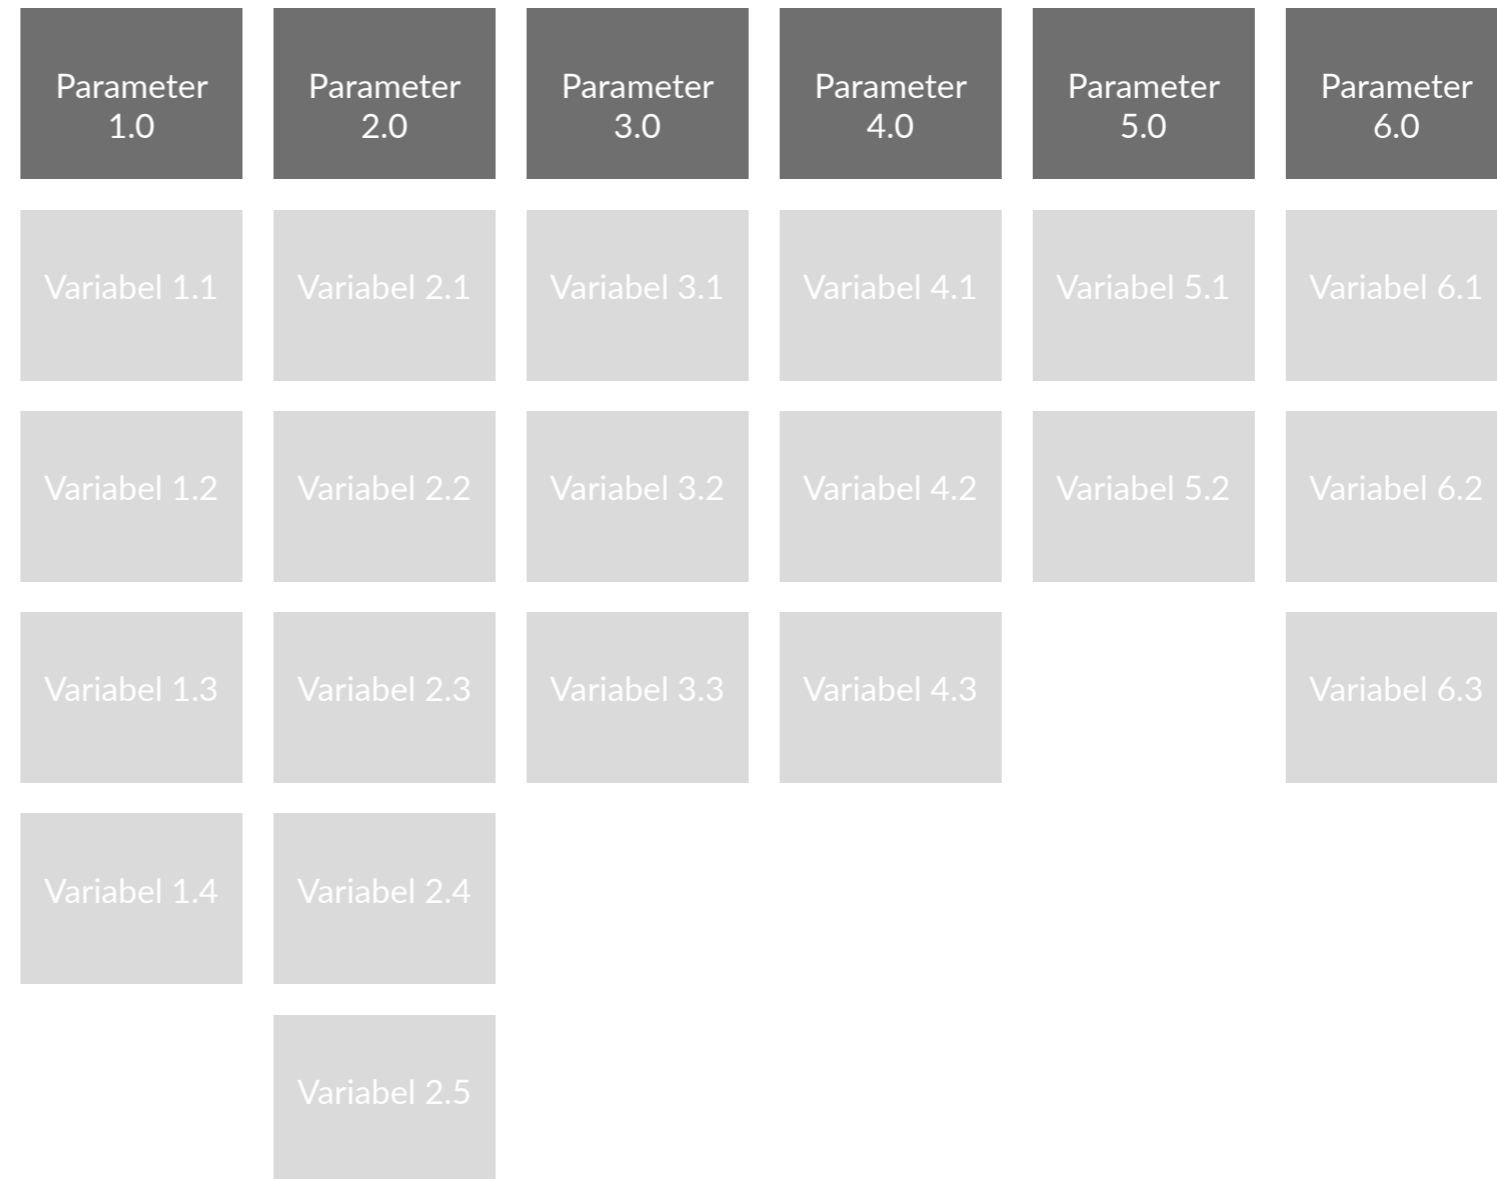 Parameter
1.0
Parameter
2.0
Parameter
3.0
Parameter
4.0
Parameter
5.0
Parameter
6.0
Variabel 1.1
Variabel 2.1
Variabel 3.1
Variabel 4.1
Variabel 5.1
Variabel 6.1
Variabel 1.2
Variabel 2.2
Variabel 3.2
Variabel 4.2
Variabel 5.2
Variabel 6.2
Variabel 1.3
Variabel 2.3
Variabel 3.3
Variabel 4.3
Variabel 6.3
Variabel 1.4
Variabel 2.4
Variabel 2.5